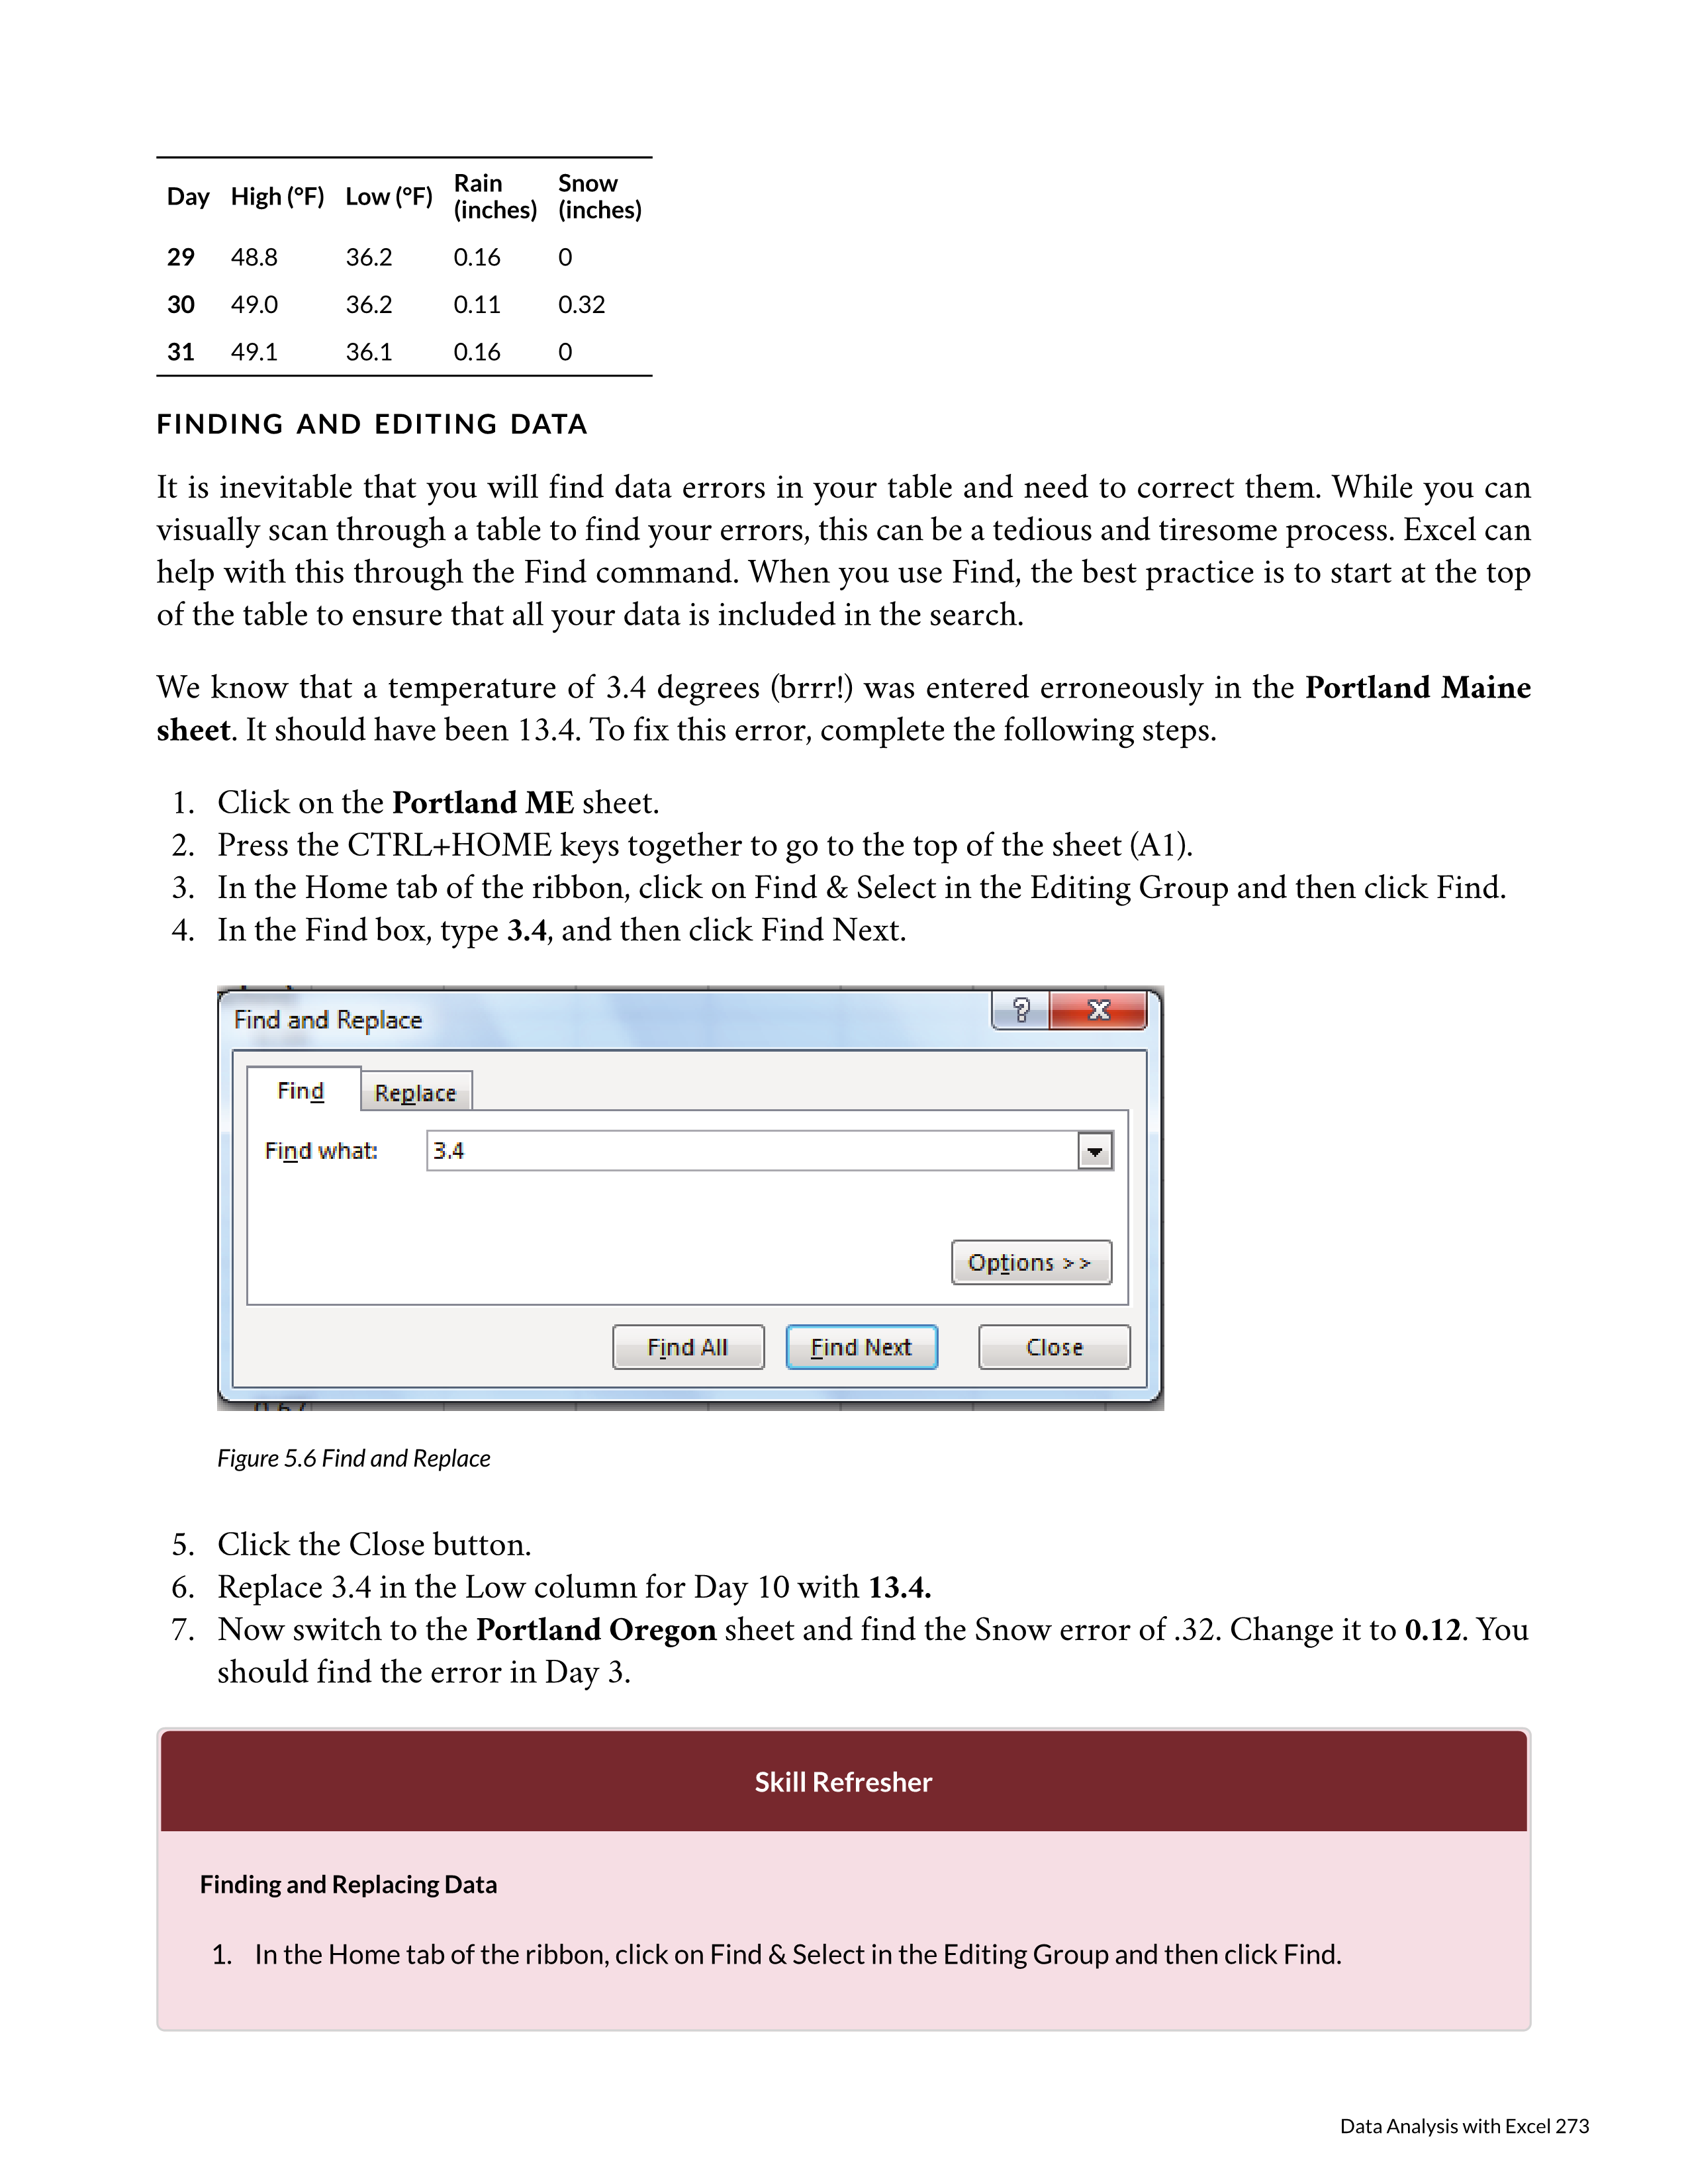 Day High (°F) Low (°F) Rain (inches) Snow (inches)
29 48.8 36.2 0.16 0
30 49.0 36.2 0.11 0.32
31 49.1 36.1 0.16 0
FINDING AND EDITING DATA
It is inevitable that you will find data errors in your table and need to correct them. While you can
visually scan through a table to find your errors, this can be a tedious and tiresome process. Excel can
help with this through the Find command. When you use Find, the best practice is to start at the top
of the table to ensure that all your data is included in the search.
We know that a temperature of 3.4 degrees (brrr!) was entered erroneously in the Portland Maine
sheet. It should have been 13.4. To fix this error, complete the following steps.
1. Click on the Portland ME sheet.
2. Press the CTRL+HOME keys together to go to the top of the sheet (A1).
3. In the Home tab of the ribbon, click on Find & Select in the Editing Group and then click Find.
4. In the Find box, type 3.4, and then click Find Next.
Find and Replace
Find Replace
Find what: 3.4
Options >>
Find All Find Next Close
Figure 5.6 Find and Replace
5. Click the Close button.
6. Replace 3.4 in the Low column for Day 10 with 13.4.
7. Now switch to the Portland Oregon sheet and find the Snow error of .32. Change it to 0.12. You
should find the error in Day 3.
Skill Refresher
Finding and Replacing Data
1. In the Home tab of the ribbon, click on Find & Select in the Editing Group and then click Find.
Data Analysis with Excel 273